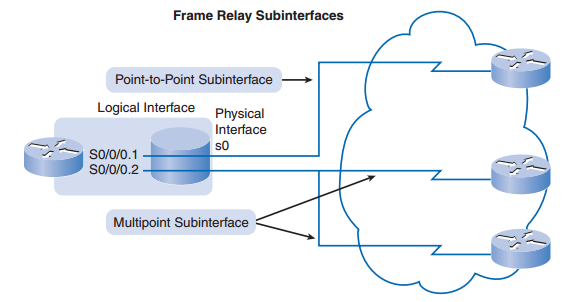 Frame Relay Subinterfaces
Point-to-Point Subinterface
Logical Interface
Physical
Interface
s0
S0/0/0.1
S0/0/0.2
Multipoint Subinterface